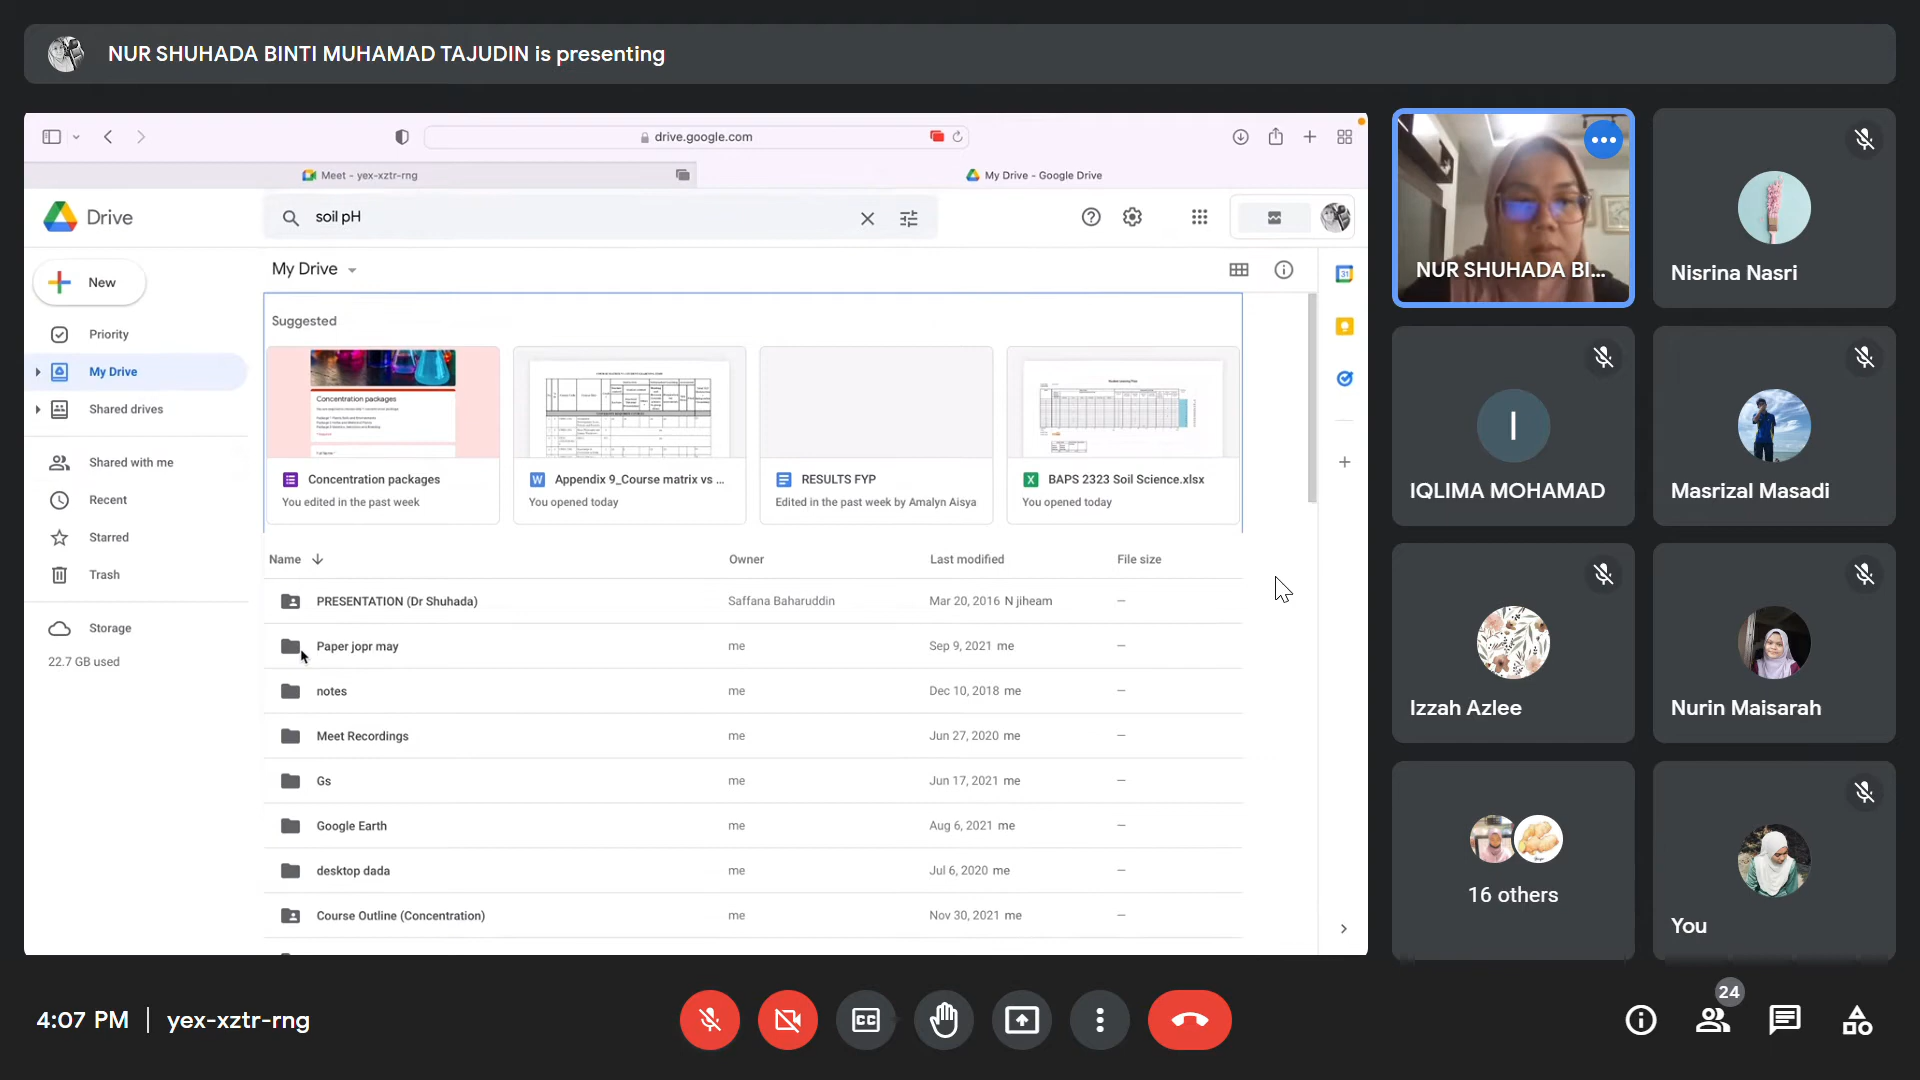 NUR SHUHADA BINTI MUHAMAD TAJUDIN is presenting
drive.google.com
Meet - yex-xztr-rng
My Drive - Google Drive
Drive
soil pH
New
Priority
My Drive
Shared drives
Shared with me
Recent
Starred
Trash
Storage
22.7 GB used
My Drive
Suggested
Concentration packages
Concentration packages
You edited in the past week
Appendix 9_Course matrix vs ...
You opened today
RESULTS FYP
Edited in the past week by Amalyn Aisya
BAPS 2323 Soil Science.xlsx
You opened today
Name Owner Last modified File size
PRESENTATION (Dr Shuhada) Saffana Baharuddin Mar 20, 2016 N jiheam –
Paper jopr may me Sep 9, 2021 me –
notes me Dec 10, 2018 me –
Meet Recordings me Jun 27, 2020 me –
Gs me Jun 17, 2021 me –
Google Earth me Aug 6, 2021 me –
desktop dada me Jul 6, 2020 me –
Course Outline (Concentration) me Nov 30, 2021 me –
31
NUR SHUHADA BI...
Nisrina Nasri
I
IQLIMA MOHAMAD
Masrizal Masadi
Izzah Azlee
Nurin Maisarah
16 others
You
4:07 PM | yex-xztr-rng
CC
24